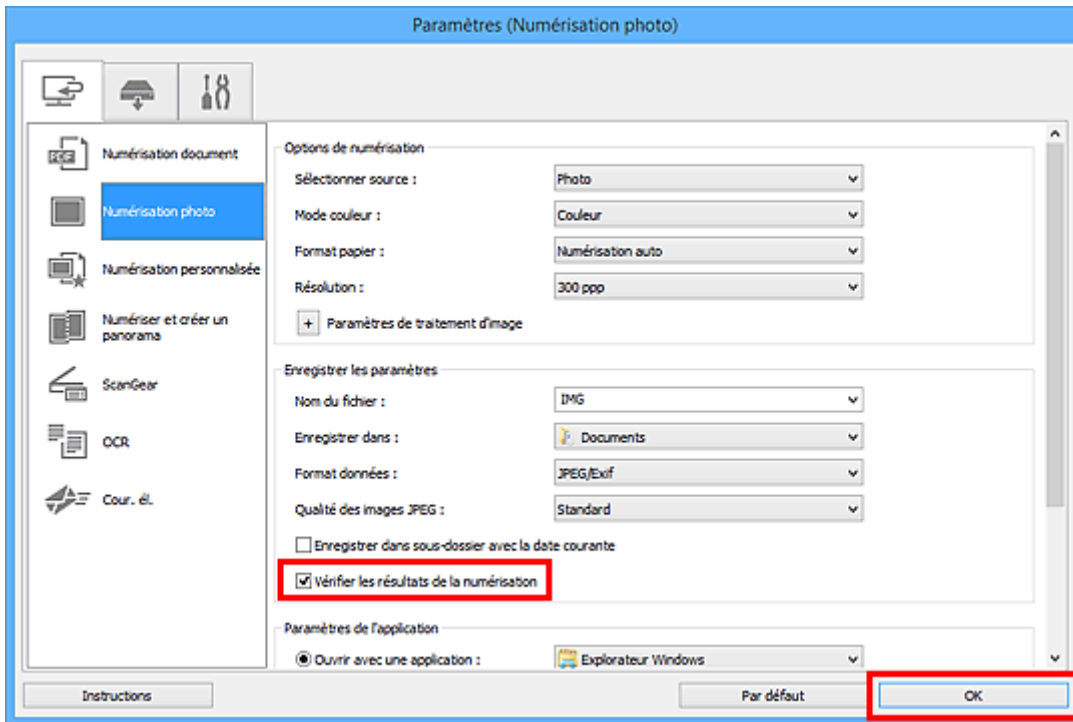 Paramètres (Numérisation photo)
Numérisation document
Numérisation photo
Numérisation personnalisée
Numériser et créer un
panorama
ScanGear
OCR
Cour. él.
Options de numérisation
Sélectionner source : Photo
Mode couleur : Couleur
Format papier : Numérisation auto
Résolution : 300 ppp
+ Paramètres de traitement d'image
Enregistrer les paramètres
Nom du fichier : IMG
Enregistrer dans : Documents
Format données : JPEG/Exif
Qualité des images JPEG : Standard
Enregistrer dans sous-dossier avec la date courante
Vérifier les résultats de la numérisation
Paramètres de l'application
Ouvrir avec une application : Explorateur Windows
Instructions
Par défaut
OK